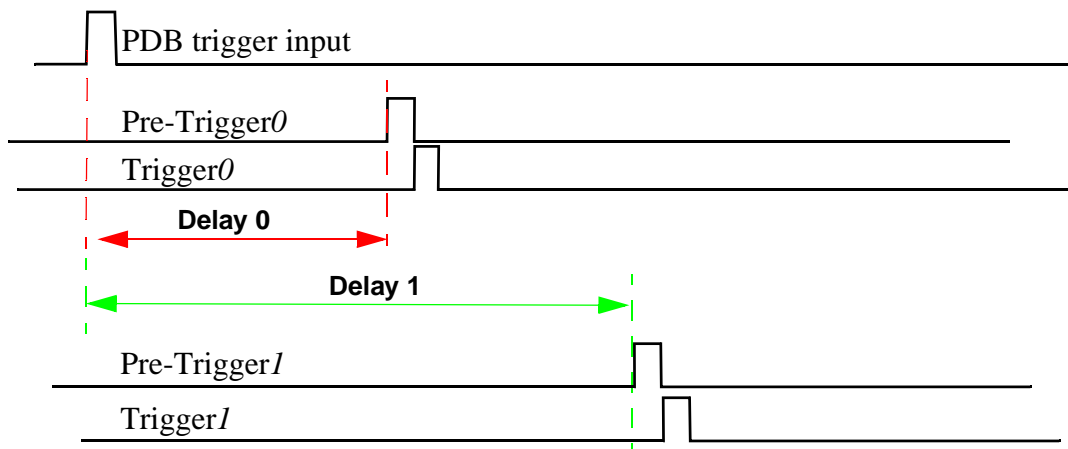 PDB trigger input
Pre-Trigger0
Trigger0
Delay 0
Delay 1
Pre-Trigger1
Trigger1